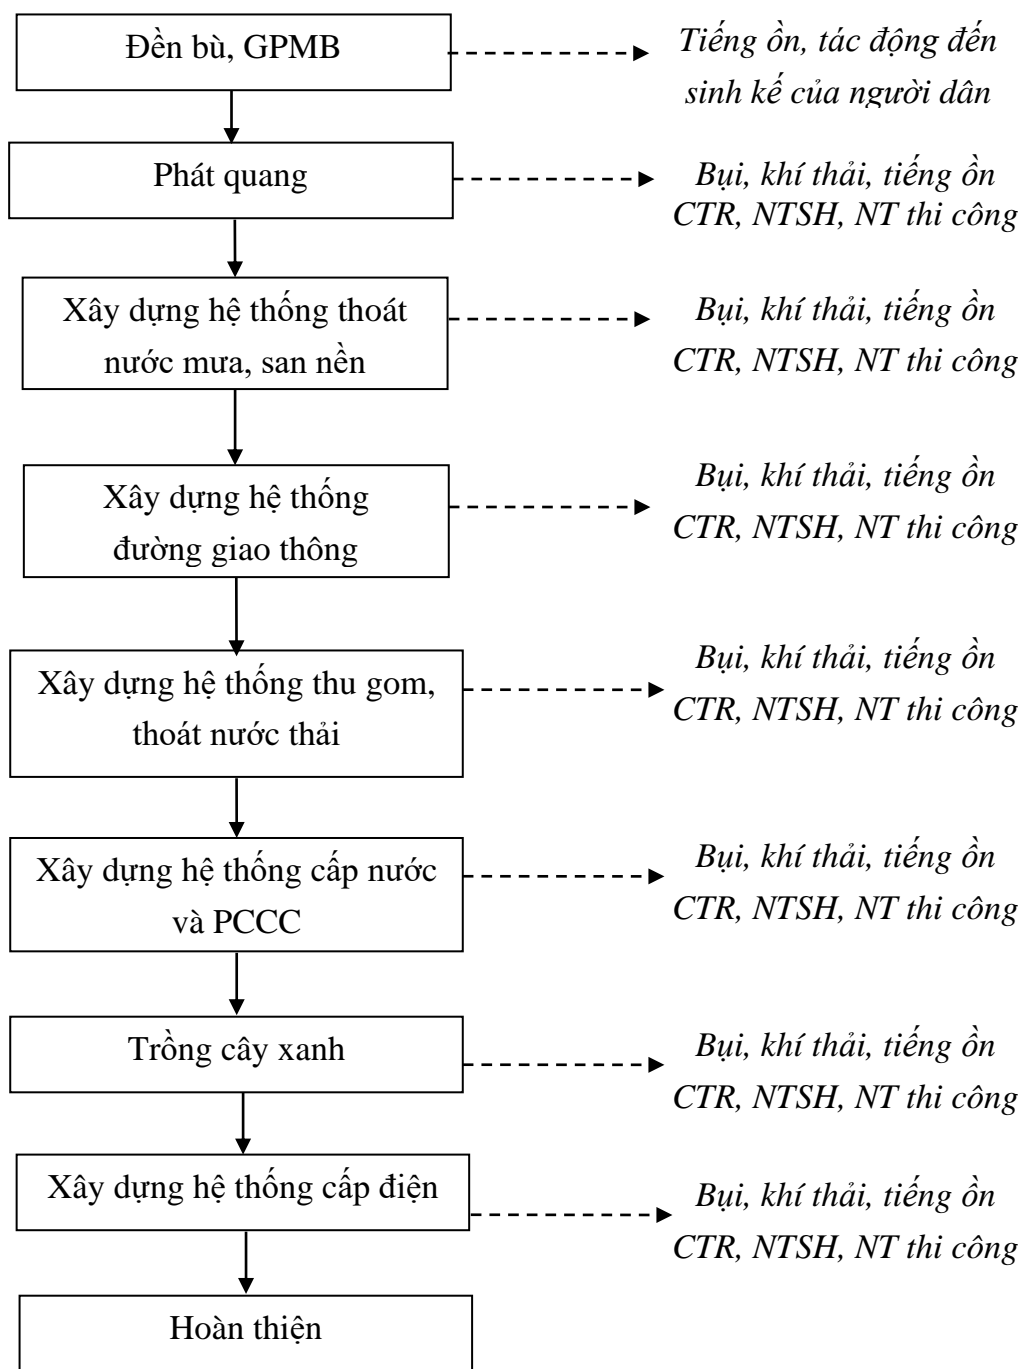 Đền bù, GPMB
Tiếng ồn, tác động đến
sinh kế của người dân
Phát quang
Bụi, khí thải, tiếng ồn
CTR, NTSH, NT thi công
Xây dựng hệ thống thoát
nước mưa, san nền
Bụi, khí thải, tiếng ồn
CTR, NTSH, NT thi công
Xây dựng hệ thống
đường giao thông
Bụi, khí thải, tiếng ồn
CTR, NTSH, NT thi công
Xây dựng hệ thống thu gom,
thoát nước thải
Bụi, khí thải, tiếng ồn
CTR, NTSH, NT thi công
Xây dựng hệ thống cấp nước
và PCCC
Bụi, khí thải, tiếng ồn
CTR, NTSH, NT thi công
Trồng cây xanh
Bụi, khí thải, tiếng ồn
CTR, NTSH, NT thi công
Xây dựng hệ thống cấp điện
Bụi, khí thải, tiếng ồn
CTR, NTSH, NT thi công
Hoàn thiện